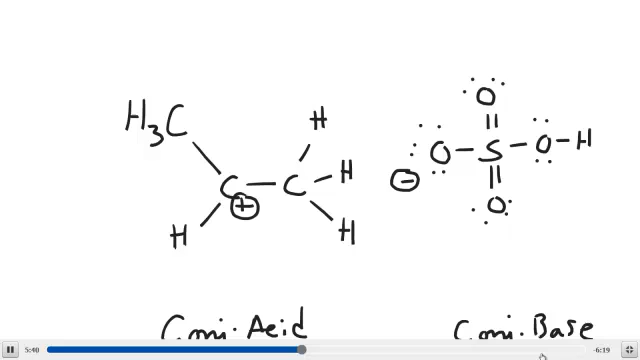 H₃C H H H C C H
O O S O H O
+ −
Conj. Acid Conj. Base
5:40 -6:19